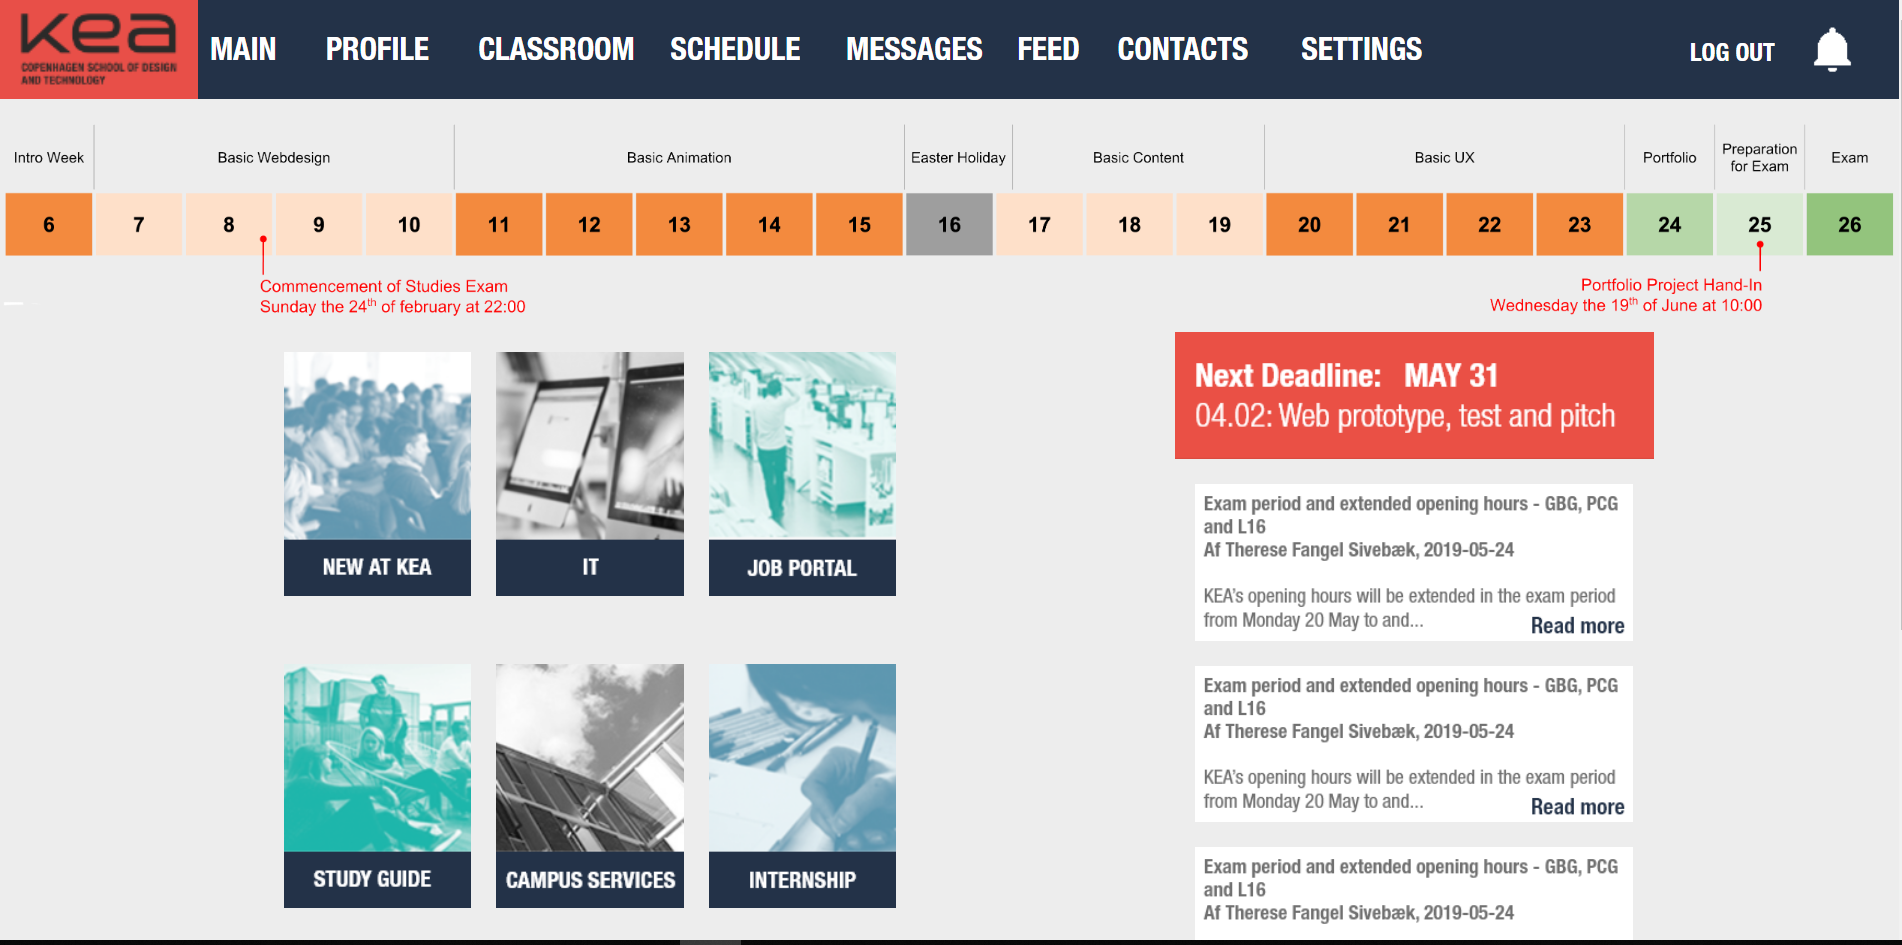 kea
COPENHAGEN SCHOOL OF DESIGN
AND TECHNOLOGY
MAIN PROFILE CLASSROOM SCHEDULE MESSAGES FEED CONTACTS SETTINGS LOG OUT
Intro Week Basic Webdesign Basic Animation Easter Holiday Basic Content Basic UX Portfolio Preparation
for Exam Exam
6 7 8 9 10 11 12 13 14 15 16 17 18 19 20 21 22 23 24 25 26
Commencement of Studies Exam
Sunday the 24th of february at 22:00
Portfolio Project Hand-In
Wednesday the 19th of June at 10:00
NEW AT KEA
IT
JOB PORTAL
STUDY GUIDE
CAMPUS SERVICES
INTERNSHIP
Next Deadline: MAY 31
04.02: Web prototype, test and pitch
Exam period and extended opening hours - GBG, PCG
and L16
Af Therese Fangel Sivebæk, 2019-05-24
KEA's opening hours will be extended in the exam period
from Monday 20 May to and...
Read more
Exam period and extended opening hours - GBG, PCG
and L16
Af Therese Fangel Sivebæk, 2019-05-24
KEA's opening hours will be extended in the exam period
from Monday 20 May to and...
Read more
Exam period and extended opening hours - GBG, PCG
and L16
Af Therese Fangel Sivebæk, 2019-05-24